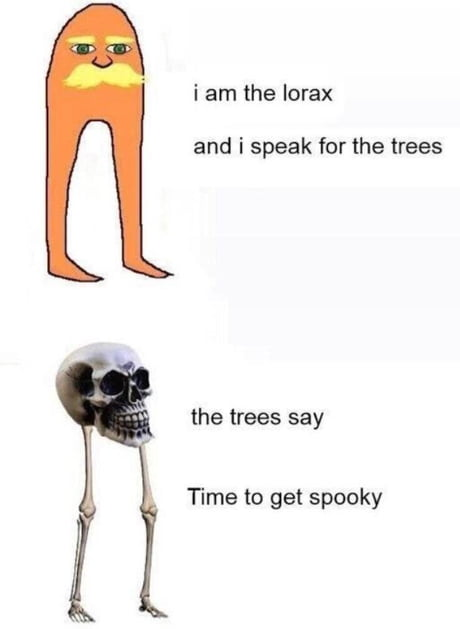 i am the lorax
and i speak for the trees
the trees say
Time to get spooky